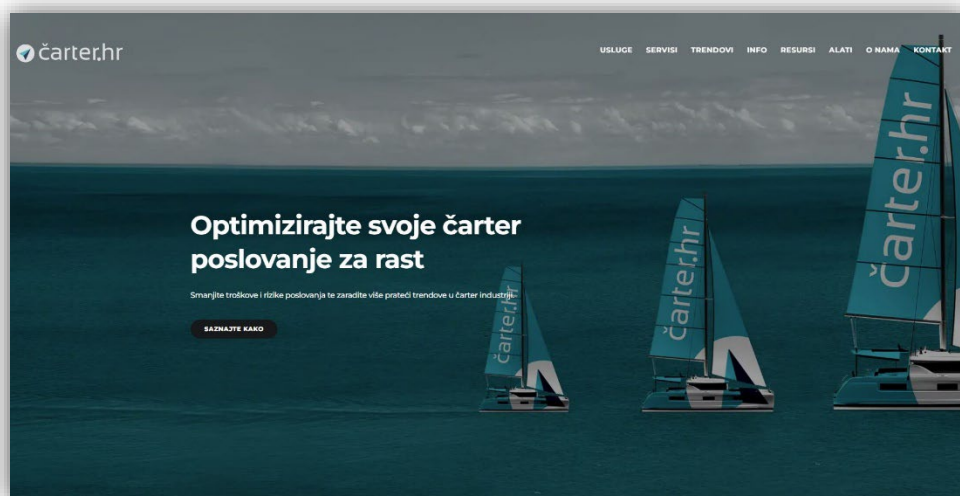 čarter.hr
USLUGE SERVISI TRENDOVI INFO RESURSI ALATI O NAMA KONTAKT
Optimizirajte svoje čarter
poslovanje za rast
Smanjite troškove i rizike poslovanja te zaradite više prateći trendove u čarter industriji.
SAZNAJTE KAKO
čarter.hr
čarter.hr
čarter.hr